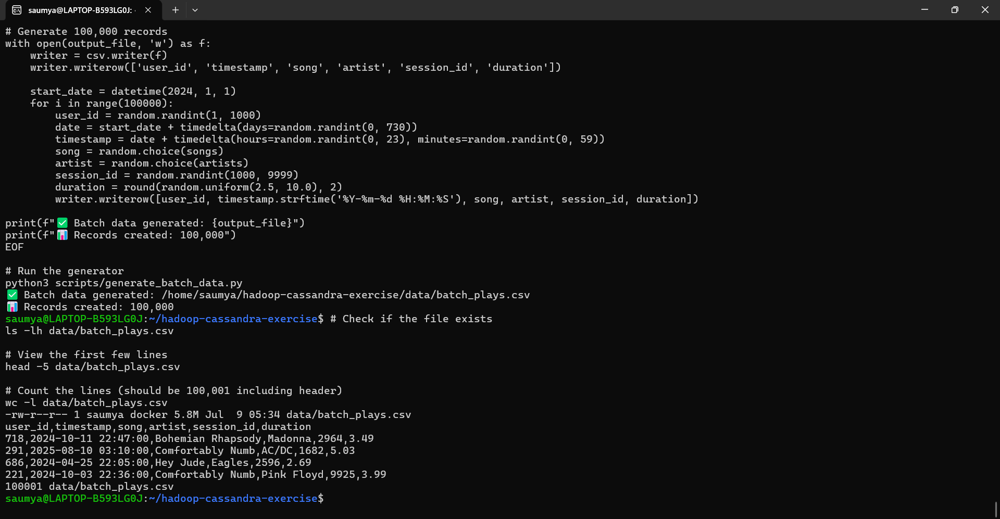 saumya@LAPTOP-B593LG0J: ~
# Generate 100,000 records
with open(output_file, 'w') as f:
    writer = csv.writer(f)
    writer.writerow(['user_id', 'timestamp', 'song', 'artist', 'session_id', 'duration'])
    start_date = datetime(2024, 1, 1)
    for i in range(100000):
        user_id = random.randint(1, 1000)
        date = start_date + timedelta(days=random.randint(0, 730))
        timestamp = date + timedelta(hours=random.randint(0, 23), minutes=random.randint(0, 59))
        song = random.choice(songs)
        artist = random.choice(artists)
        session_id = random.randint(1000, 9999)
        duration = round(random.uniform(2.5, 10.0), 2)
        writer.writerow([user_id, timestamp.strftime('%Y-%m-%d %H:%M:%S'), song, artist, session_id, duration])
print(f"✅ Batch data generated: {output_file}")
print(f"📊 Records created: 100,000")
EOF
# Run the generator
python3 scripts/generate_batch_data.py
✅ Batch data generated: /home/saumya/hadoop-cassandra-exercise/data/batch_plays.csv
📊 Records created: 100,000
saumya@LAPTOP-B593LG0J:~/hadoop-cassandra-exercise$ # Check if the file exists
ls -lh data/batch_plays.csv
# View the first few lines
head -5 data/batch_plays.csv
# Count the lines (should be 100,001 including header)
wc -l data/batch_plays.csv
-rw-r--r-- 1 saumya docker 5.8M Jul  9 05:34 data/batch_plays.csv
user_id,timestamp,song,artist,session_id,duration
718,2024-10-11 22:47:00,Bohemian Rhapsody,Madonna,2964,3.49
291,2025-08-10 03:10:00,Comfortably Numb,AC/DC,1682,5.03
686,2024-04-25 22:05:00,Hey Jude,Eagles,2596,2.69
221,2024-10-03 22:36:00,Comfortably Numb,Pink Floyd,9925,3.99
100001 data/batch_plays.csv
saumya@LAPTOP-B593LG0J:~/hadoop-cassandra-exercise$